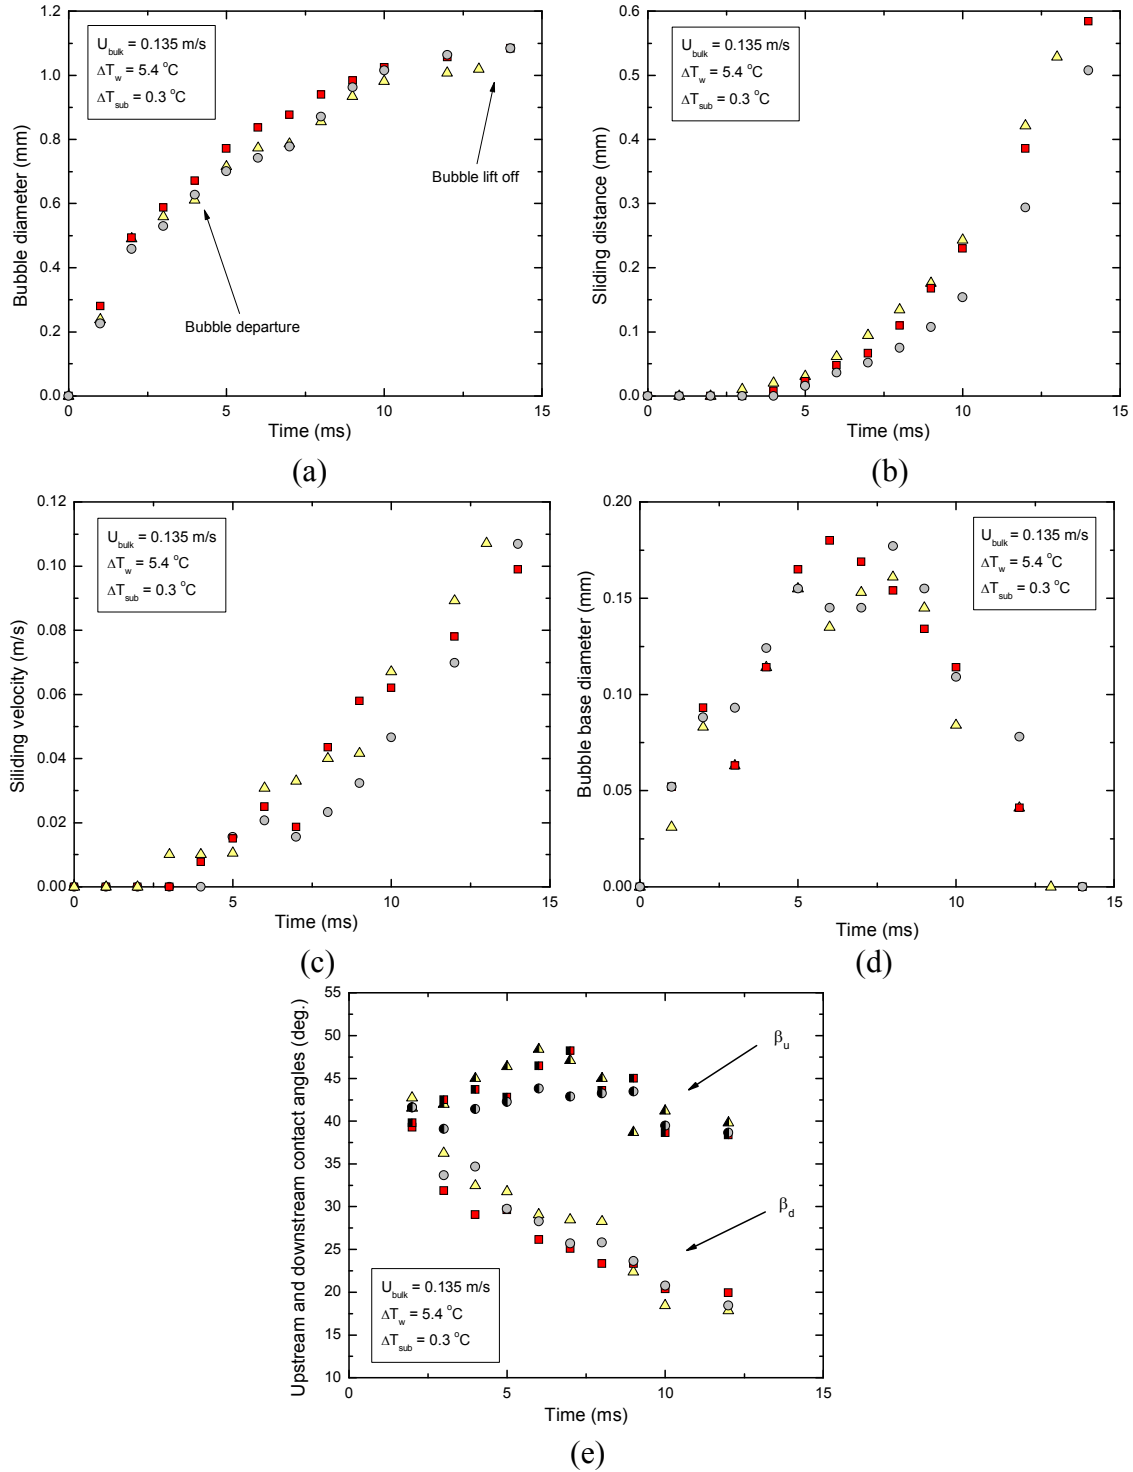 U_bulk = 0.135 m/s
ΔT_w = 5.4 °C
ΔT_sub = 0.3 °C
Bubble lift off
Bubble departure
Bubble diameter (mm)
0.0
0.2
0.4
0.6
0.8
1.0
1.2
0 5 10 15
Time (ms)
(a)
U_bulk = 0.135 m/s
ΔT_w = 5.4 °C
ΔT_sub = 0.3 °C
Sliding distance (mm)
0.6
0.5
0.4
0.3
0.2
0.1
0.0
0 5 10 15
Time (ms)
(b)
U_bulk = 0.135 m/s
ΔT_w = 5.4 °C
ΔT_sub = 0.3 °C
Siliding velocity (m/s)
0.12
0.10
0.08
0.06
0.04
0.02
0.00
0 5 10 15
Time (ms)
(c)
U_bulk = 0.135 m/s
ΔT_w = 5.4 °C
ΔT_sub = 0.3 °C
Bubble base diameter (mm)
0.20
0.15
0.10
0.05
0.00
0 5 10 15
Time (ms)
(d)
Upstream and downstream contact angles (deg.)
55
50
45
40
35
30
25
20
15
10
β_u
β_d
U_bulk = 0.135 m/s
ΔT_w = 5.4 °C
ΔT_sub = 0.3 °C
0 5 10 15
Time (ms)
(e)